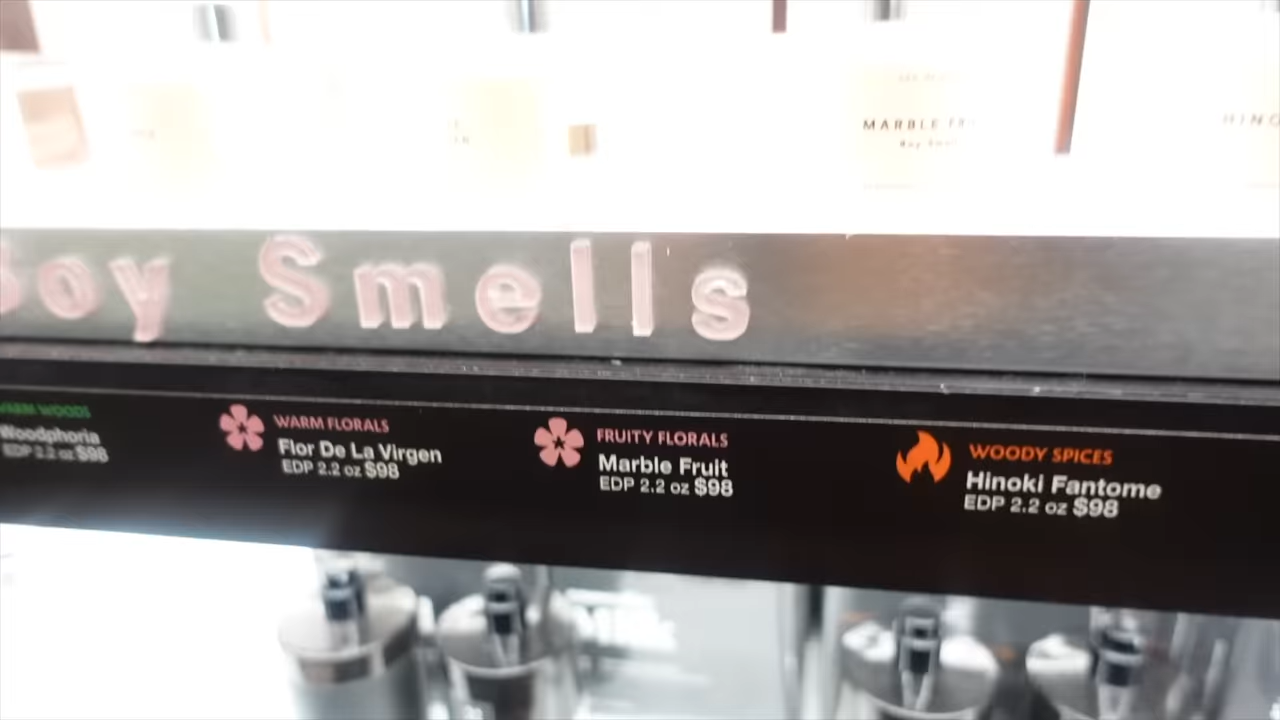 MARBLE
oy Smells
WARM WOODS
Woodphoria
EDP 2.2 oz $98
WARM FLORALS
Flor De La Virgen
EDP 2.2 oz $98
FRUITY FLORALS
Marble Fruit
EDP 2.2 oz $98
WOODY SPICES
Hinoki Fantome
EDP 2.2 oz $98